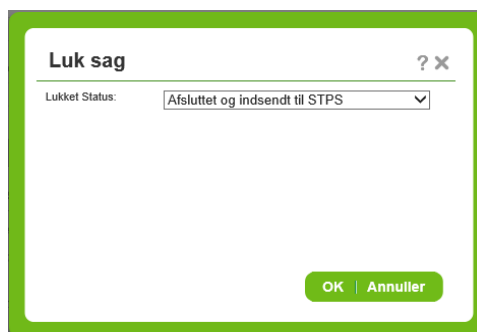 Luk sag
?
Lukket Status: Afsluttet og indsendt til STPS
OK | Annuller